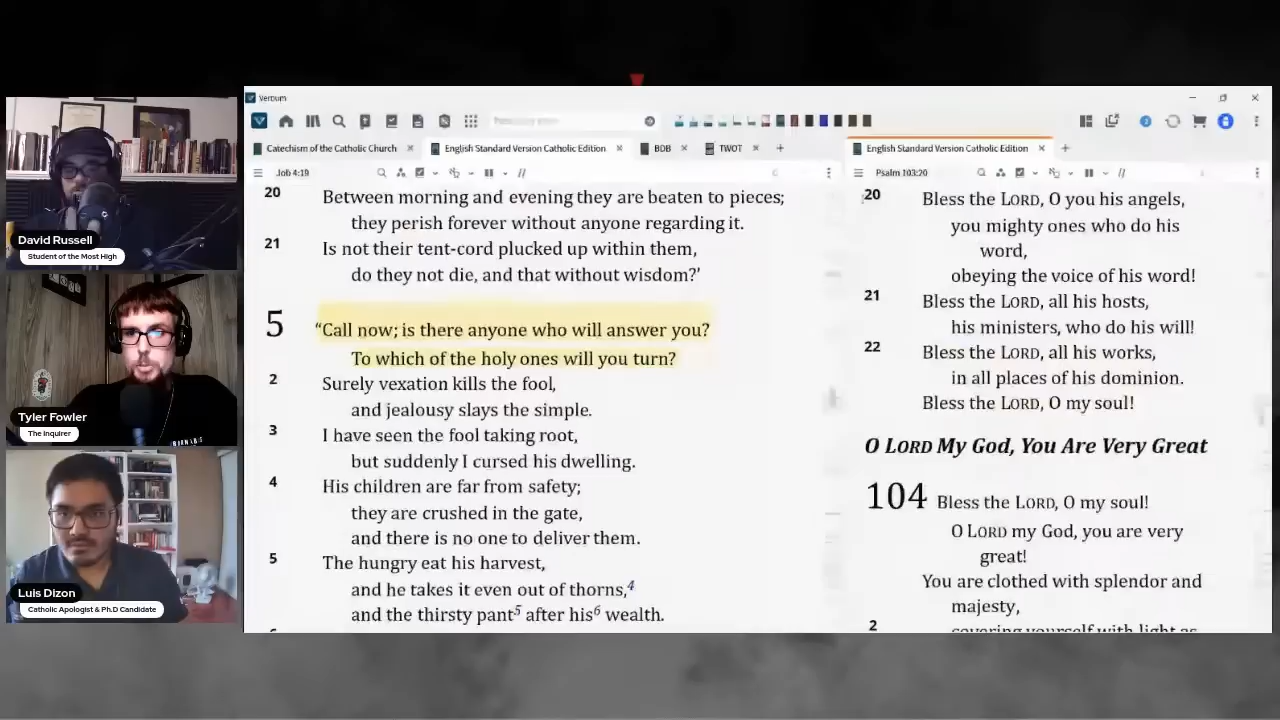 David Russell
Student of the Most High
Tyler Fowler
The Inquirer
Luis Dizon
Catholic Apologist & Ph.D Candidate
Verbum
Catechism of the Catholic Church
English Standard Version Catholic Edition
BDB
TWOT
Job 4:19
20 Between morning and evening they are beaten to pieces;
they perish forever without anyone regarding it.
21 Is not their tent-cord plucked up within them,
do they not die, and that without wisdom?’
5 “Call now; is there anyone who will answer you?
To which of the holy ones will you turn?
2 Surely vexation kills the fool,
and jealousy slays the simple.
3 I have seen the fool taking root,
but suddenly I cursed his dwelling.
4 His children are far from safety;
they are crushed in the gate,
and there is no one to deliver them.
5 The hungry eat his harvest,
and he takes it even out of thorns,4
and the thirsty pant5 after his6 wealth.
English Standard Version Catholic Edition
Psalm 103:20
20 Bless the LORD, O you his angels,
you mighty ones who do his
word,
obeying the voice of his word!
21 Bless the LORD, all his hosts,
his ministers, who do his will!
22 Bless the LORD, all his works,
in all places of his dominion.
Bless the LORD, O my soul!
O LORD My God, You Are Very Great
104 Bless the LORD, O my soul!
O LORD my God, you are very
great!
You are clothed with splendor and
majesty,
2 covering yourself with light as